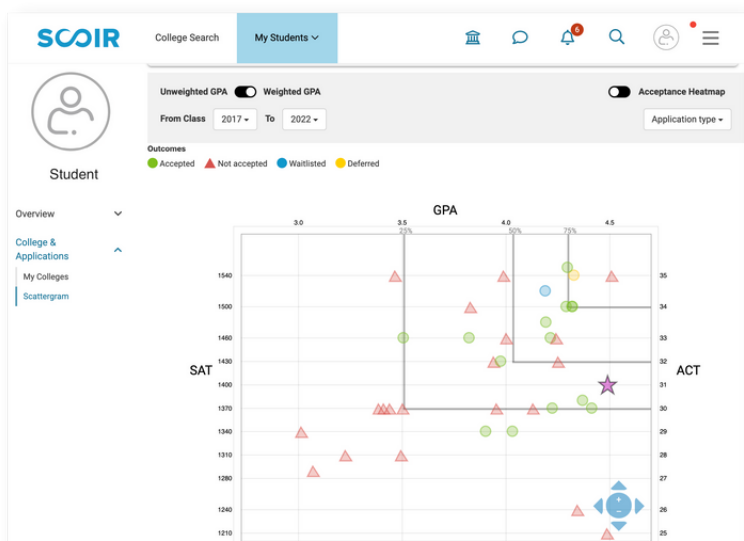 SCOIR
College Search
My Students
6
Student
Overview
College &
Applications
My Colleges
Scattergram
Unweighted GPA
Weighted GPA
Acceptance Heatmap
From Class
2017
To
2022
Application type
Outcomes
Accepted
Not accepted
Waitlisted
Deferred
GPA
3.0
3.5
4.0
4.5
25%
50%
75%
SAT
1540
1500
1460
1430
1400
1370
1340
1310
1280
1240
1210
ACT
35
34
33
32
31
30
29
28
27
26
25